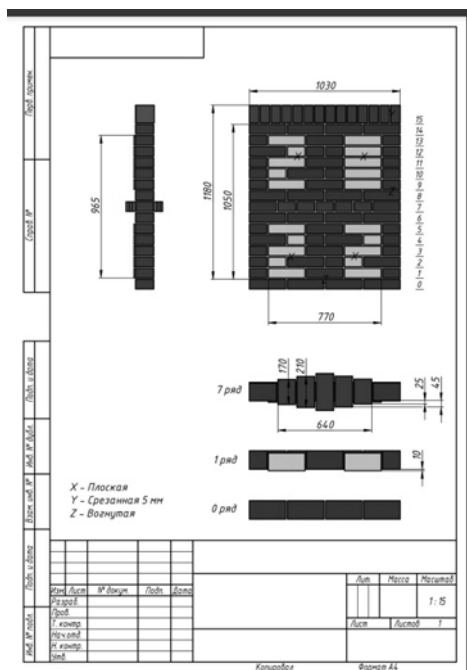 1030
15
14
13
12
11
10
9
8
7
6
5
4
3
2
1
0
Y
X
X
Z
X
X
965
1180
1050
770
7 ряд
170
210
25
45
640
1 ряд
10
0 ряд
X - Плоская
Y - Срезанная 5 мм
Z - Вогнутая
Перв. примен.
Справ. №
Подп. и дата
Инв. № дубл.
Взам. инв. №
Подп. и дата
Инв. № подл.
Изм. Лист № докум. Подп. Дата
Разраб.
Пров.
Т. контр.
Нач.отд.
Н. контр.
Утв.
Лит. Масса Масштаб
1:15
Лист Листов 1
Копировал Формат А4